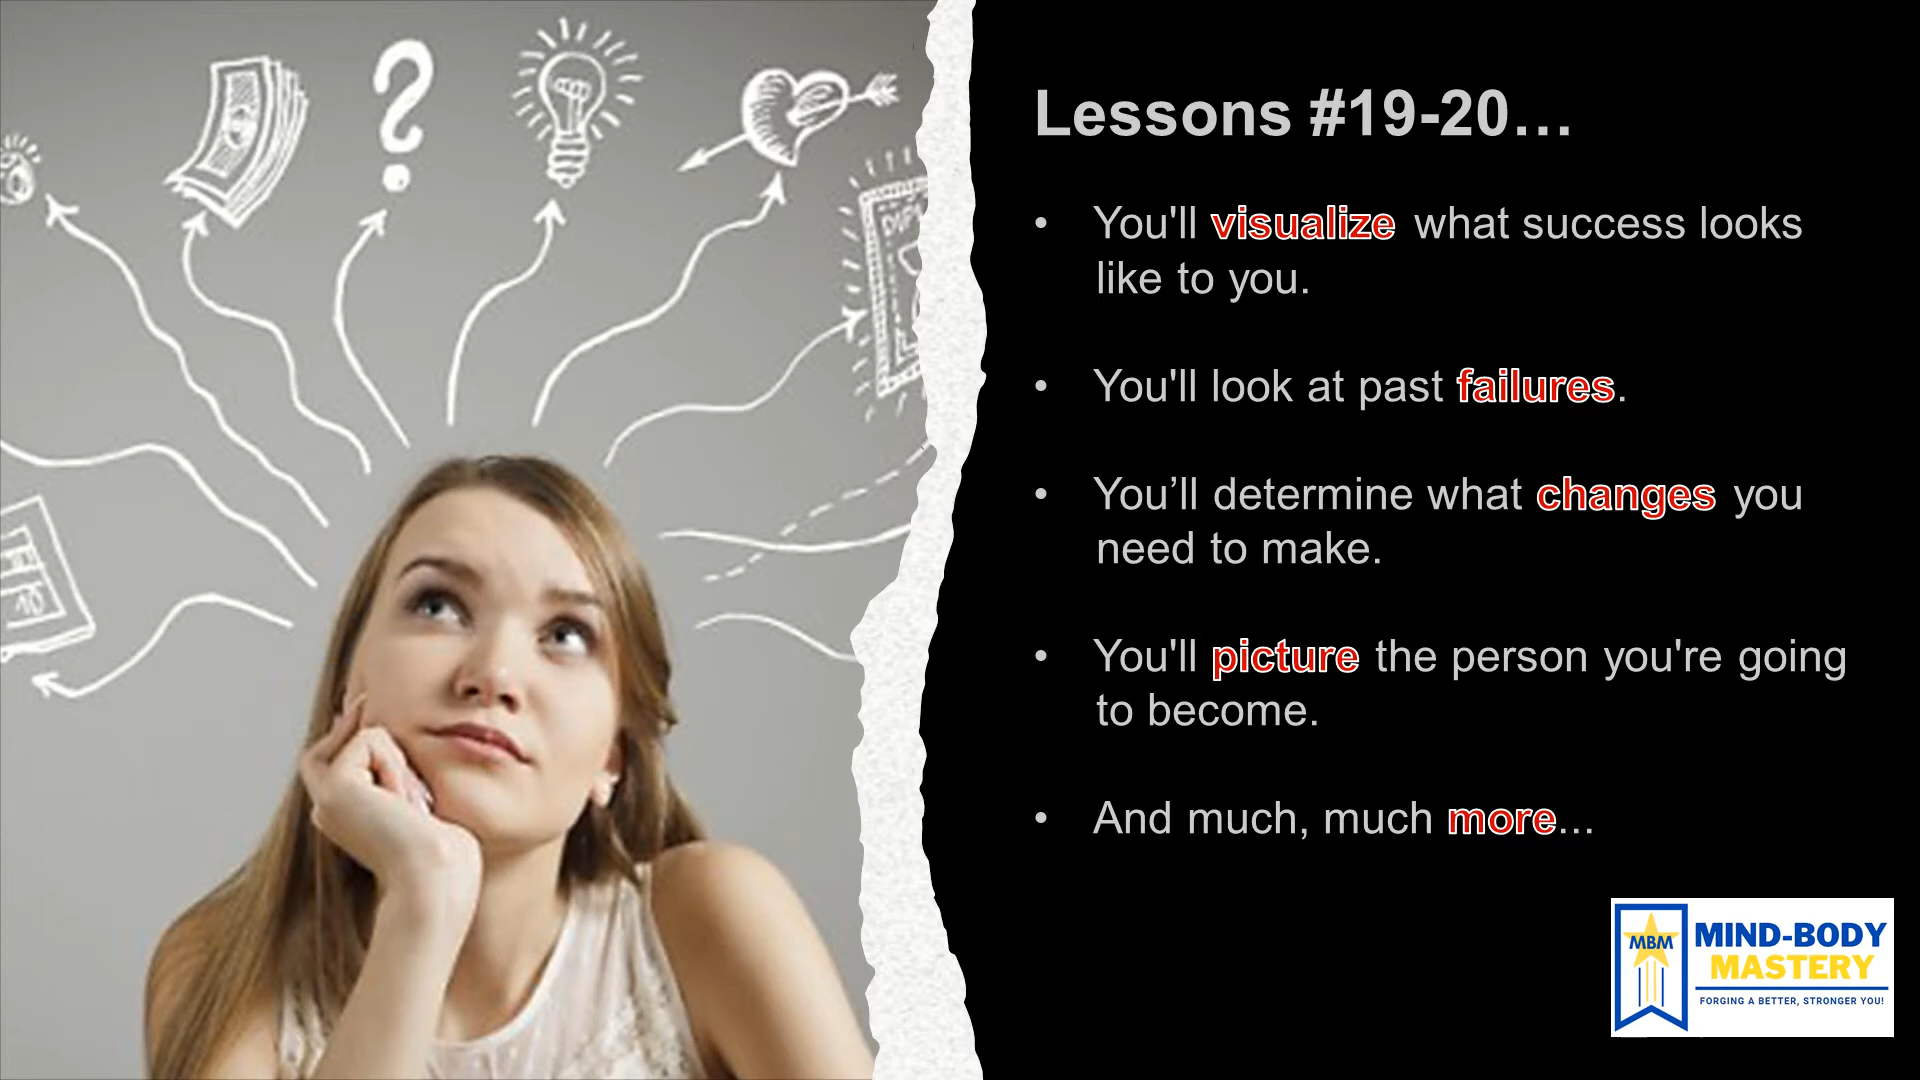 Lessons #19-20…
• You'll visualize what success looks
like to you.
• You'll look at past failures.
• You’ll determine what changes you
need to make.
• You'll picture the person you're going
to become.
• And much, much more...
MBM
MIND-BODY
MASTERY
FORGING A BETTER, STRONGER YOU!
10